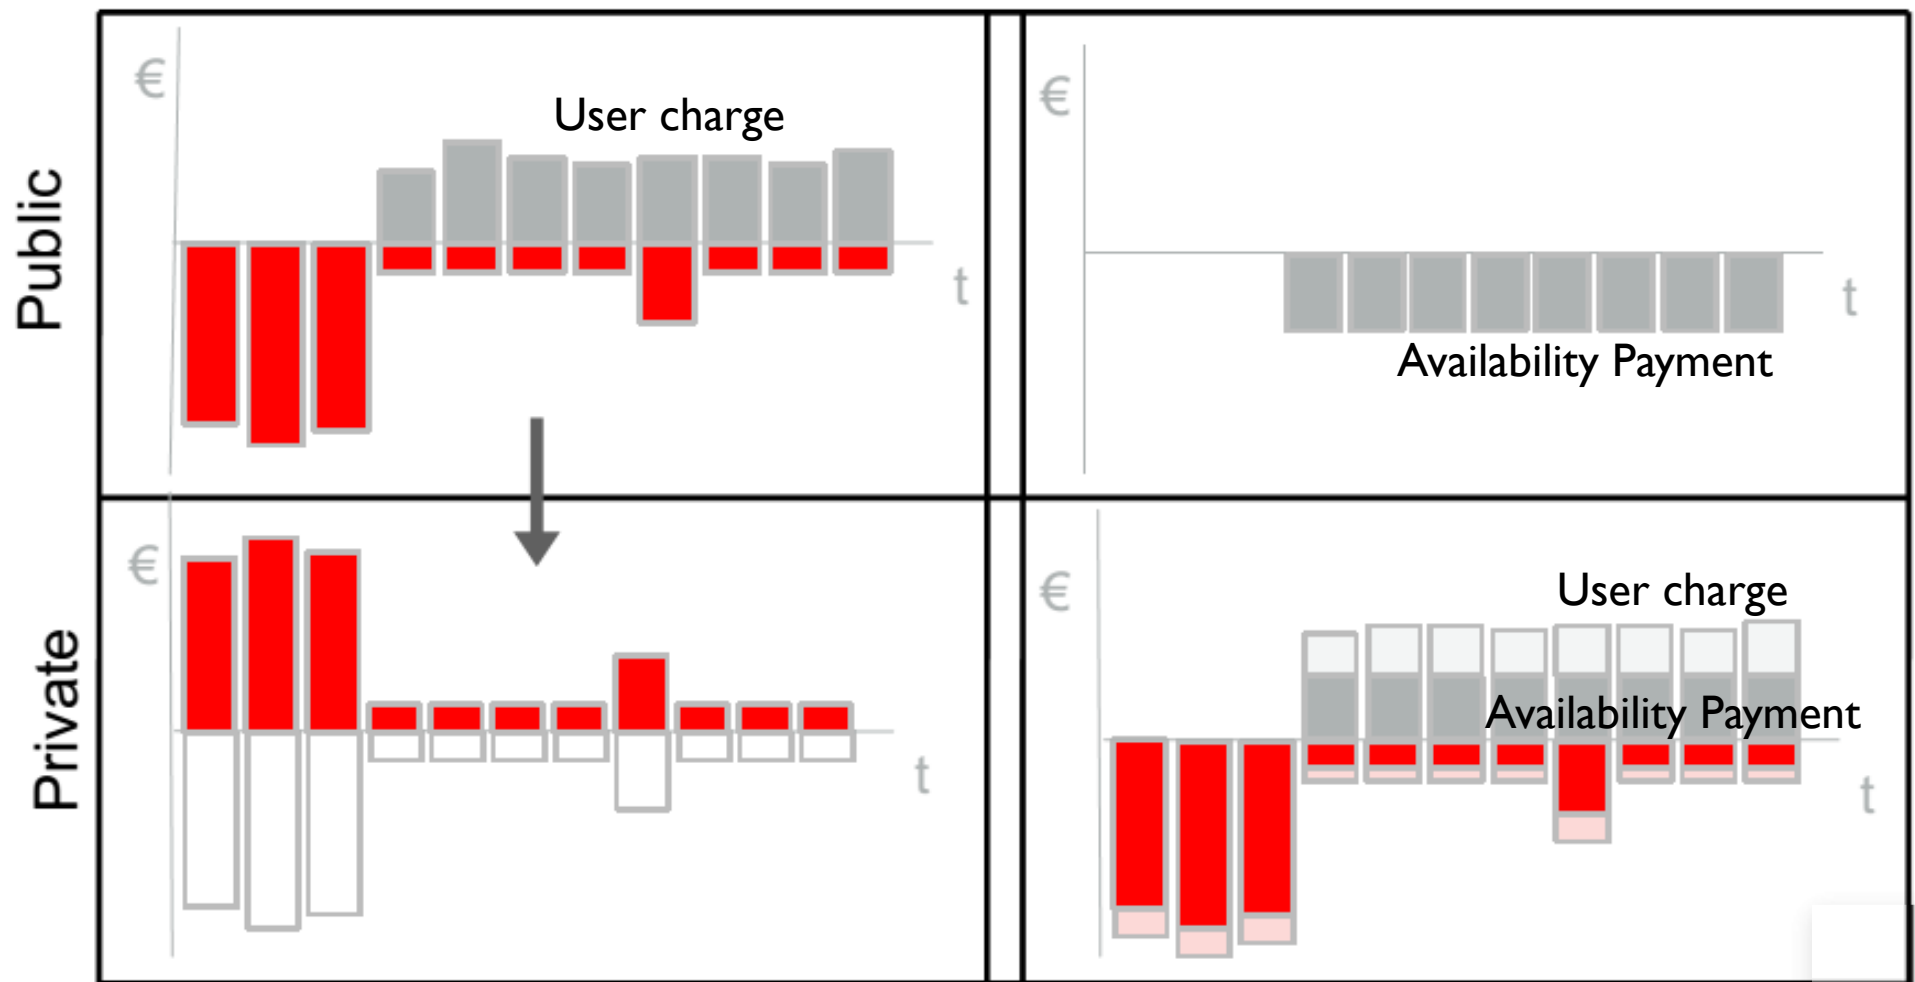 Public
€
User charge
t
€
t
Availability Payment
Private
€
t
€
User charge
Availability Payment
t